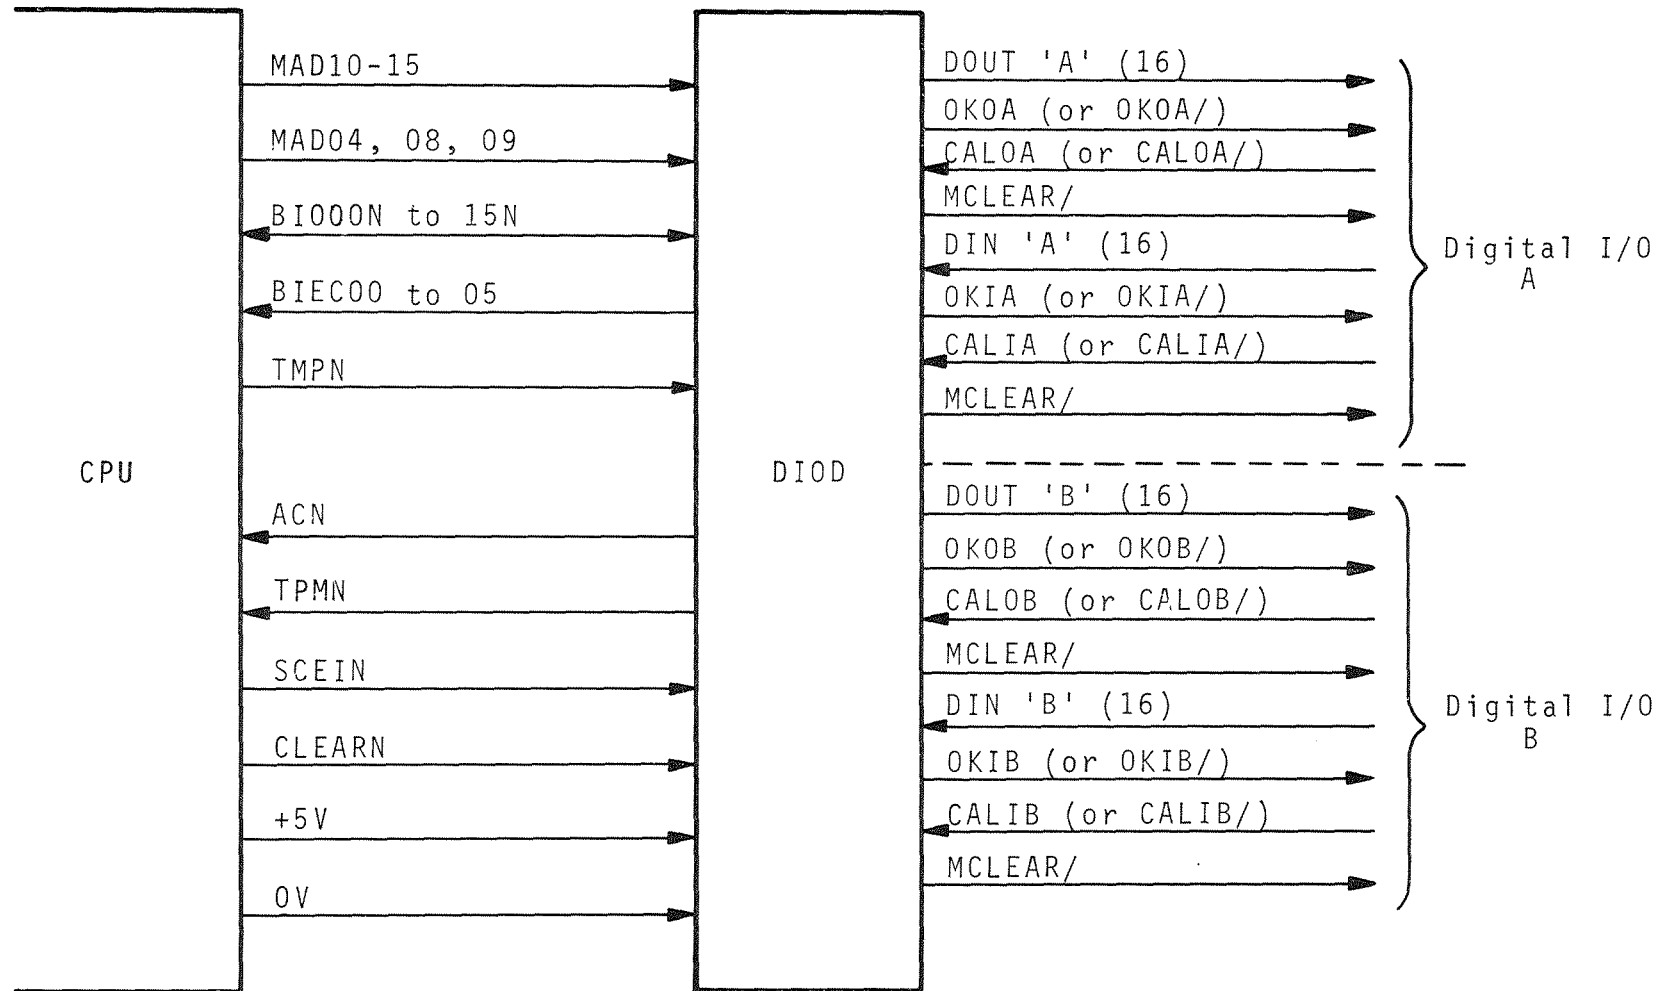 CPU
MAD10-15
MAD04, 08, 09
BIO00N to 15N
BIEC00 to 05
TMPN
ACN
TPMN
SCEIN
CLEARN
+5V
0V
DIOD
DOUT 'A' (16)
OKOA (or OKOA/)
CALOA (or CALOA/)
MCLEAR/
DIN 'A' (16)
OKIA (or OKIA/)
CALIA (or CALIA/)
MCLEAR/
Digital I/O
A
DOUT 'B' (16)
OKOB (or OKOB/)
CALOB (or CALOB/)
MCLEAR/
DIN 'B' (16)
OKIB (or OKIB/)
CALIB (or CALIB/)
MCLEAR/
Digital I/O
B